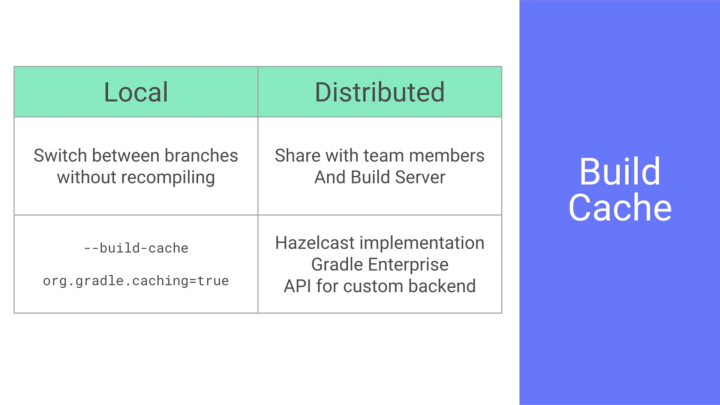 Local
Distributed
Switch between branches
without recompiling
Share with team members
And Build Server
--build-cache
org.gradle.caching=true
Hazelcast implementation
Gradle Enterprise
API for custom backend
Build
Cache